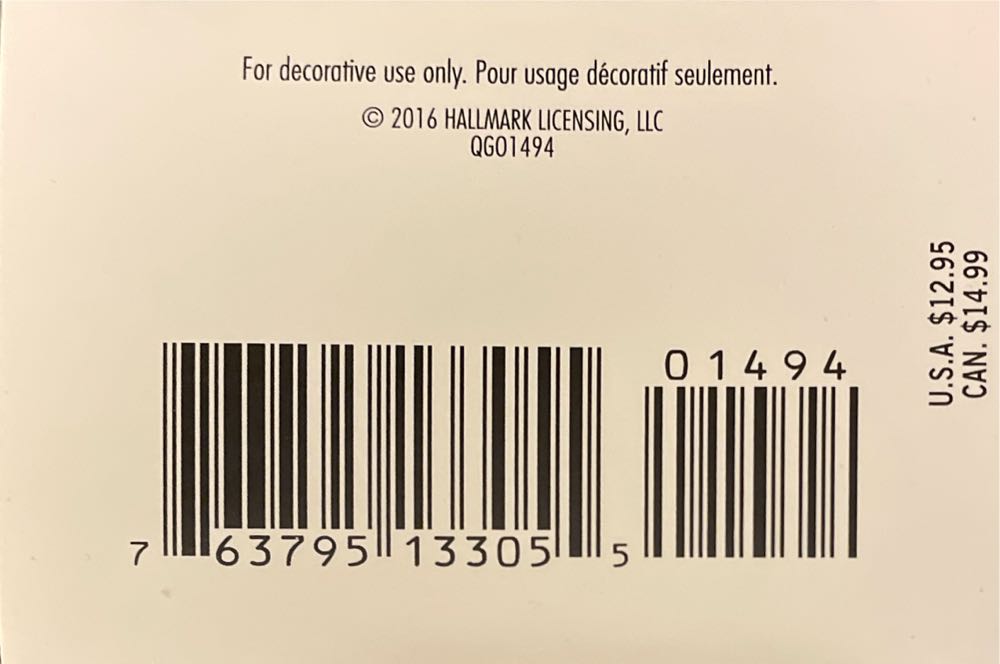 For decorative use only. Pour usage décoratif seulement.
© 2016 HALLMARK LICENSING, LLC
QGO1494
U.S.A. $12.95
CAN. $14.99
01494
7 63795 13305 5